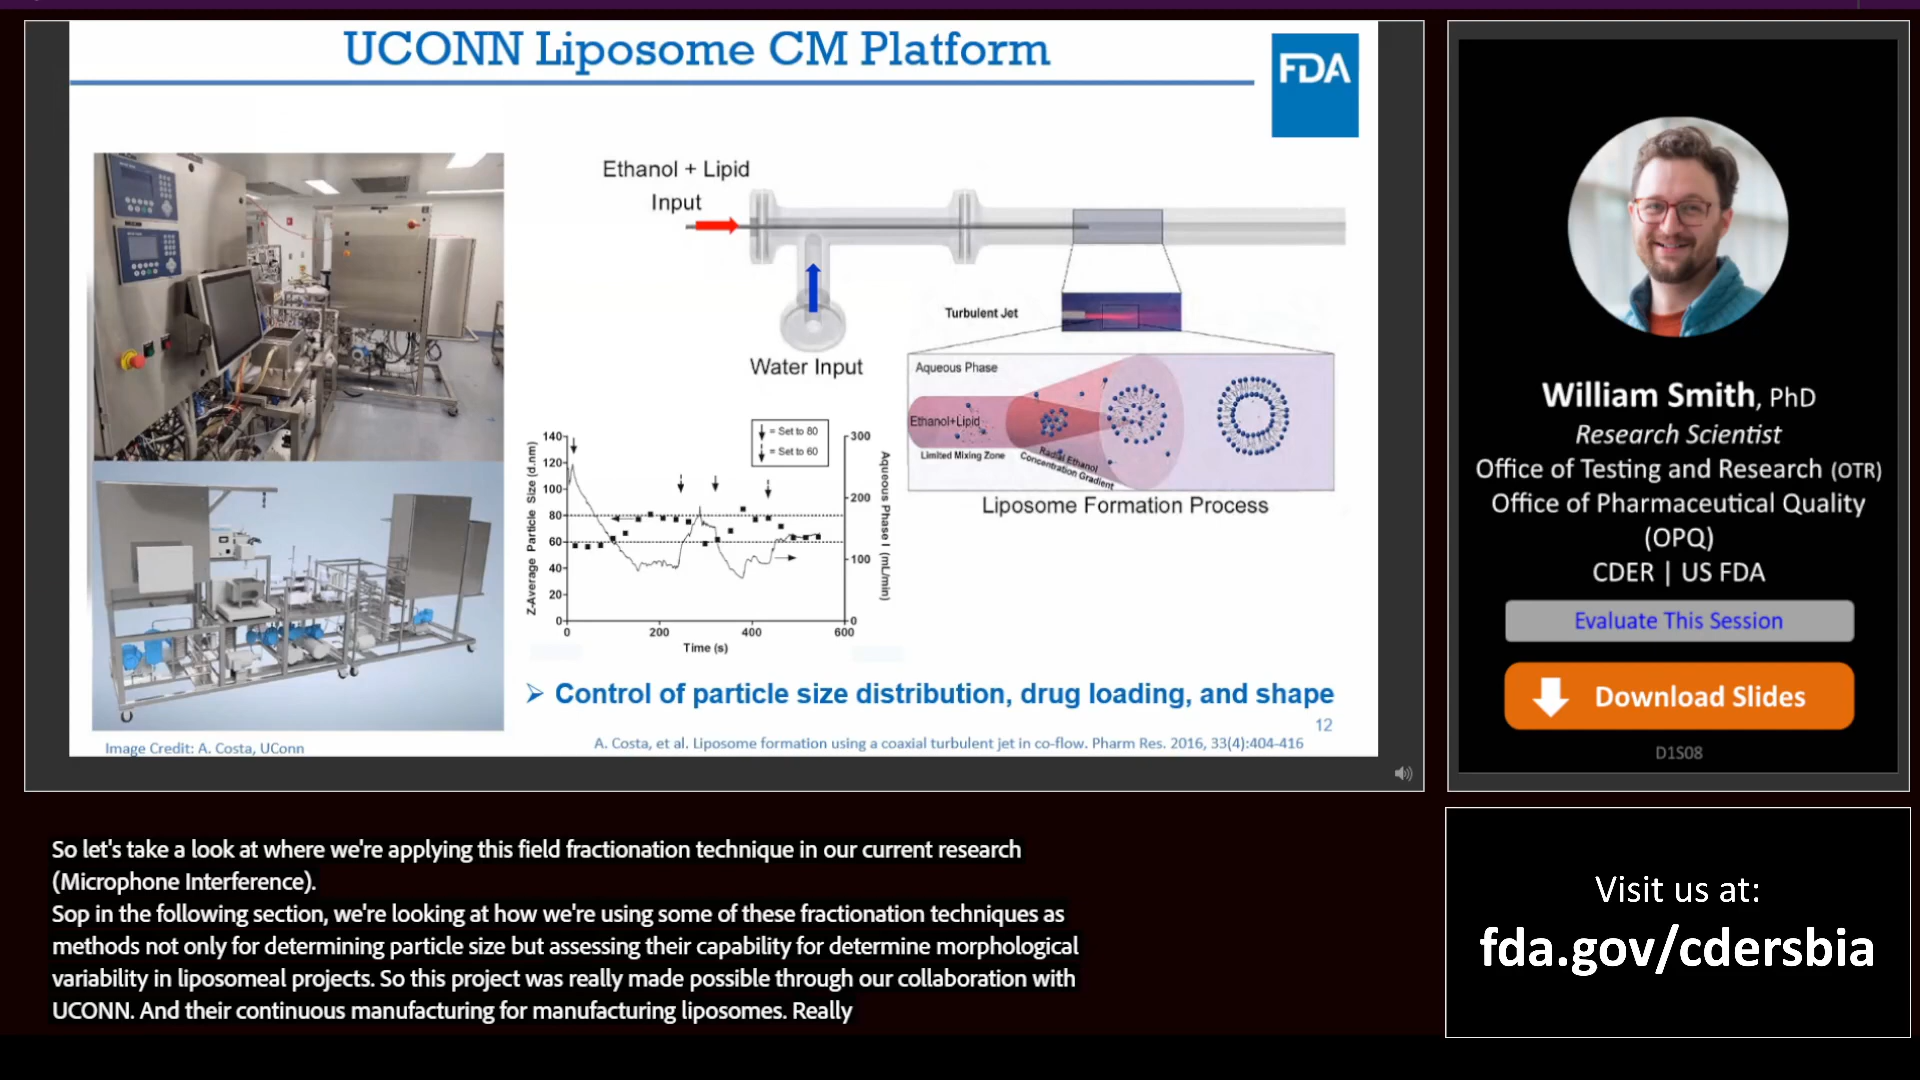 UCONN Liposome CM Platform
FDA
Ethanol + Lipid
Input
Water Input
Turbulent Jet
Aqueous Phase
Ethanol+Lipid
Limited Mixing Zone
Radial Ethanol
Concentration Gradient
Liposome Formation Process
= Set to 80
= Set to 60
Z-Average Particle Size (d.nm)
140
120
100
80
60
40
20
0
300
200
100
0
Aqueous Phase I (mL/min)
0
200
400
600
Time (s)
Control of particle size distribution, drug loading, and shape
12
Image Credit: A. Costa, UConn
A. Costa, et al. Liposome formation using a coaxial turbulent jet in co-flow. Pharm Res. 2016, 33(4):404-416
William Smith, PhD
Research Scientist
Office of Testing and Research (OTR)
Office of Pharmaceutical Quality
(OPQ)
CDER | US FDA
Evaluate This Session
Download Slides
D1S08
So let's take a look at where we're applying this field fractionation technique in our current research
(Microphone Interference).
Sop in the following section, we're looking at how we're using some of these fractionation techniques as
methods not only for determining particle size but assessing their capability for determine morphological
variability in liposomeal projects. So this project was really made possible through our collaboration with
UCONN. And their continuous manufacturing for manufacturing liposomes. Really
Visit us at:
fda.gov/cdersbia